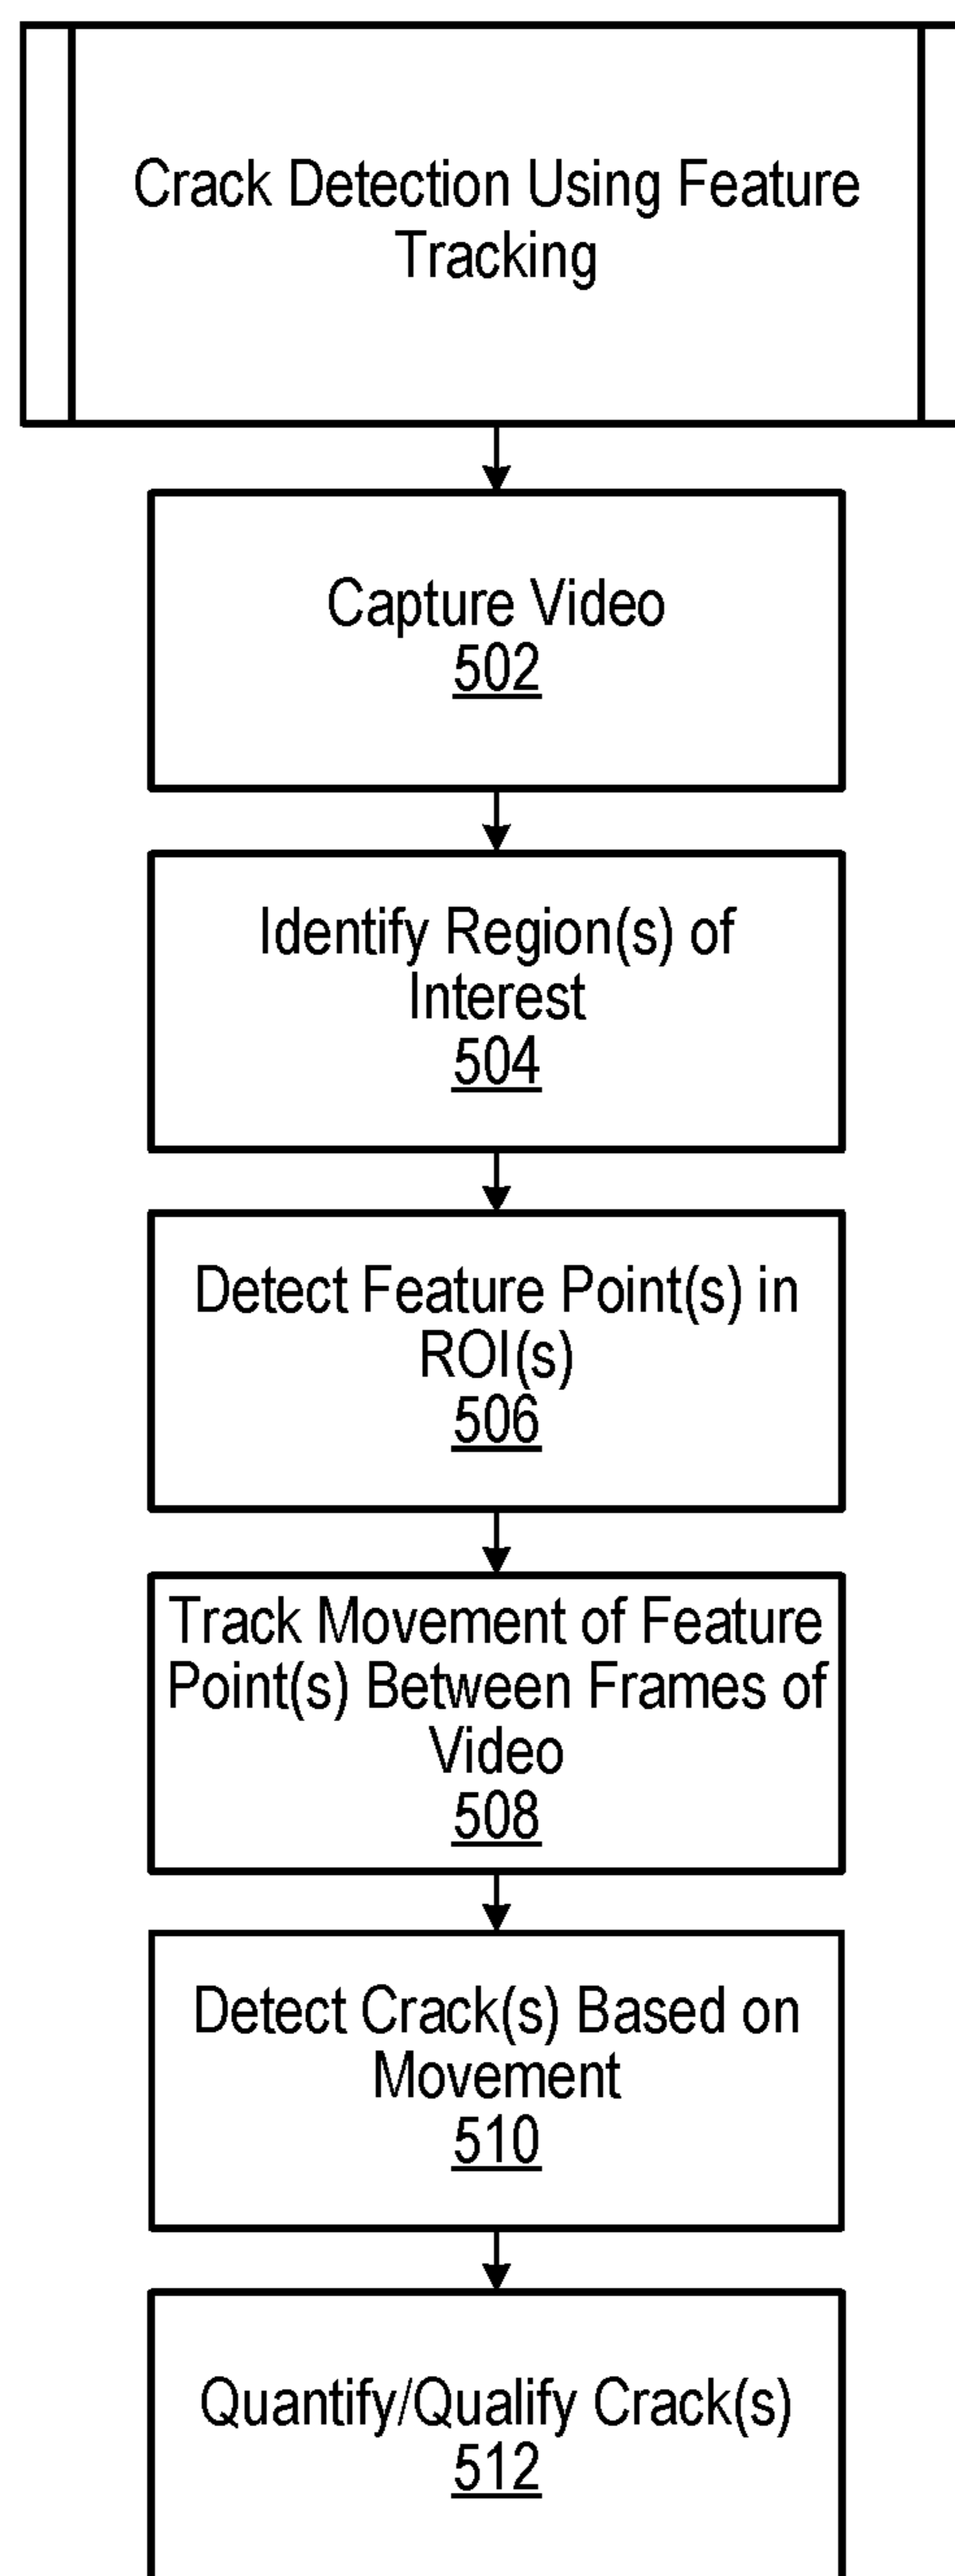 Crack Detection Using Feature
Tracking
Capture Video
502
Identify Region(s) of
Interest
504
Detect Feature Point(s) in
ROI(s)
506
Track Movement of Feature
Point(s) Between Frames of
Video
508
Detect Crack(s) Based on
Movement
510
Quantify/Qualify Crack(s)
512